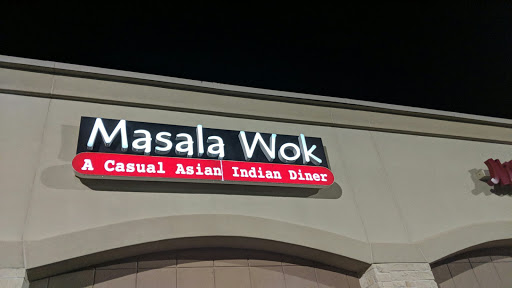 Masala Wok
A Casual Asian Indian Diner